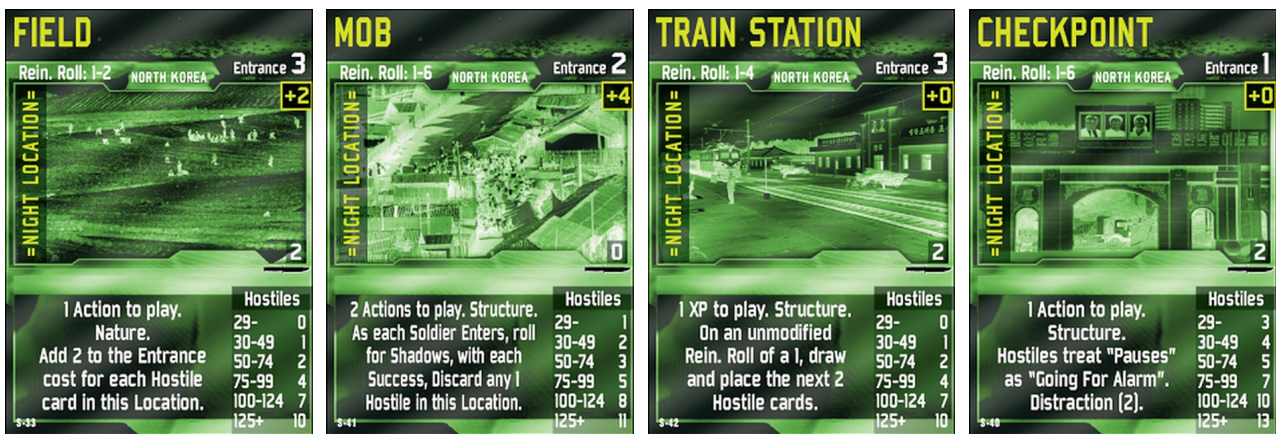 FIELD
Rein. Roll: 1-2
NORTH KOREA
Entrance 3
+2
=NIGHT LOCATION=
2
1 Action to play.
Nature.
Add 2 to the Entrance
cost for each Hostile
card in this Location.
Hostiles
29- 0
30-49 1
50-74 2
75-99 4
100-124 7
125+ 10
S-33
MOB
Rein. Roll: 1-6
NORTH KOREA
Entrance 2
+4
=NIGHT LOCATION=
0
2 Actions to play. Structure.
As each Soldier Enters, roll
for Shadows, with each
Success, Discard any 1
Hostile in this Location.
Hostiles
29- 1
30-49 2
50-74 3
75-99 5
100-124 8
125+ 11
S-41
TRAIN STATION
Rein. Roll: 1-4
NORTH KOREA
Entrance 3
+0
=NIGHT LOCATION=
2
1 XP to play. Structure.
On an unmodified
Rein. Roll of a 1, draw
and place the next 2
Hostile cards.
Hostiles
29- 0
30-49 1
50-74 2
75-99 4
100-124 7
125+ 10
S-42
CHECKPOINT
Rein. Roll: 1-6
NORTH KOREA
Entrance 1
+0
=NIGHT LOCATION=
2
1 Action to play.
Structure.
Hostiles treat "Pauses"
as "Going For Alarm".
Distraction (2).
Hostiles
29- 3
30-49 4
50-74 5
75-99 7
100-124 10
125+ 13
S-40